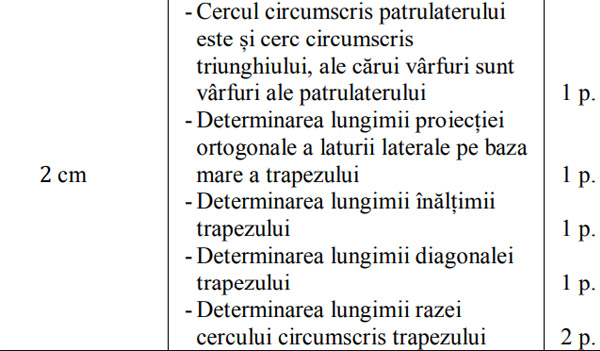 - Cercul circumscris patrulaterului
este și cerc circumscris
triunghiului, ale cărui vârfuri sunt
vârfuri ale patrulaterului 1 p.
- Determinarea lungimii proiecției
ortogonale a laturii laterale pe baza
2 cm mare a trapezului 1 p.
- Determinarea lungimii înălțimii
trapezului 1 p.
- Determinarea lungimii diagonalei
trapezului 1 p.
- Determinarea lungimii razei
cercului circumscris trapezului 2 p.